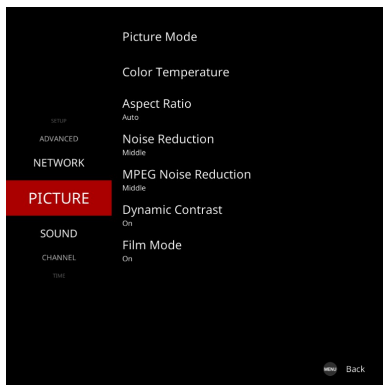 Picture Mode
Color Temperature
Aspect Ratio
Auto
Noise Reduction
Middle
MPEG Noise Reduction
Middle
Dynamic Contrast
On
Film Mode
On
SETUP
ADVANCED
NETWORK
PICTURE
SOUND
CHANNEL
TIME
MENU Back